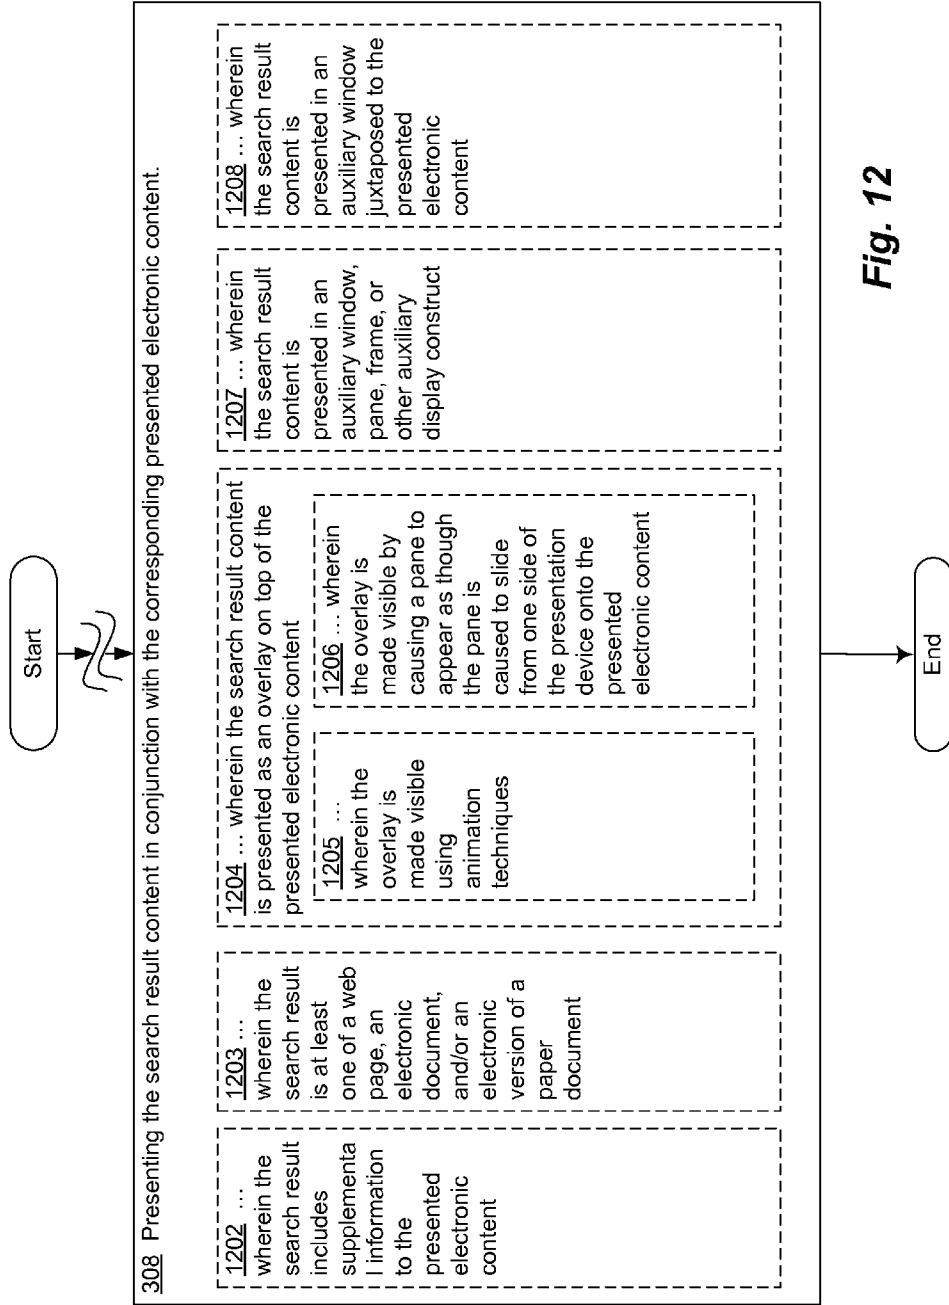 Start
308 Presenting the search result content in conjunction with the corresponding presented electronic content.
1202 ...
wherein the
search result
includes
supplementa
l information
to the
presented
electronic
content
1203 ...
wherein the
search result
is at least
one of a web
page, an
electronic
document,
and/or an
electronic
version of a
paper
document
1204 ... wherein the search result content
is presented as an overlay on top of the
presented electronic content
1205 ...
wherein the
overlay is
made visible
using
animation
techniques
1206 ... wherein
the overlay is
made visible by
causing a pane to
appear as though
the pane is
caused to slide
from one side of
the presentation
device onto the
presented
electronic content
1207 ... wherein
the search result
content is
presented in an
auxiliary window,
pane, frame, or
other auxiliary
display construct
1208 ... wherein
the search result
content is
presented in an
auxiliary window
juxtaposed to the
presented
electronic
content
End
Fig. 12